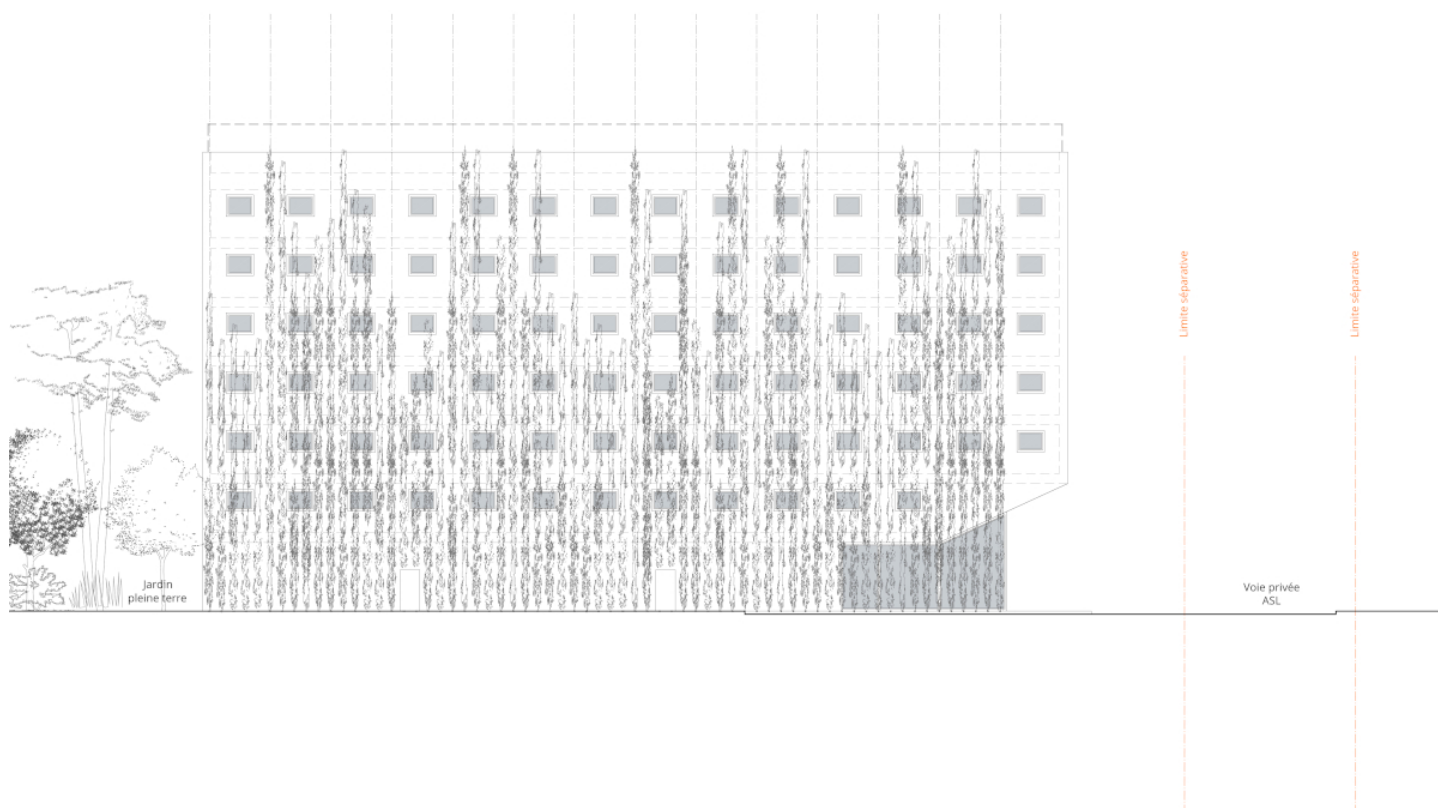 Limite séparative
Limite séparative
Jardin
pleine terre
Voie privée
ASL